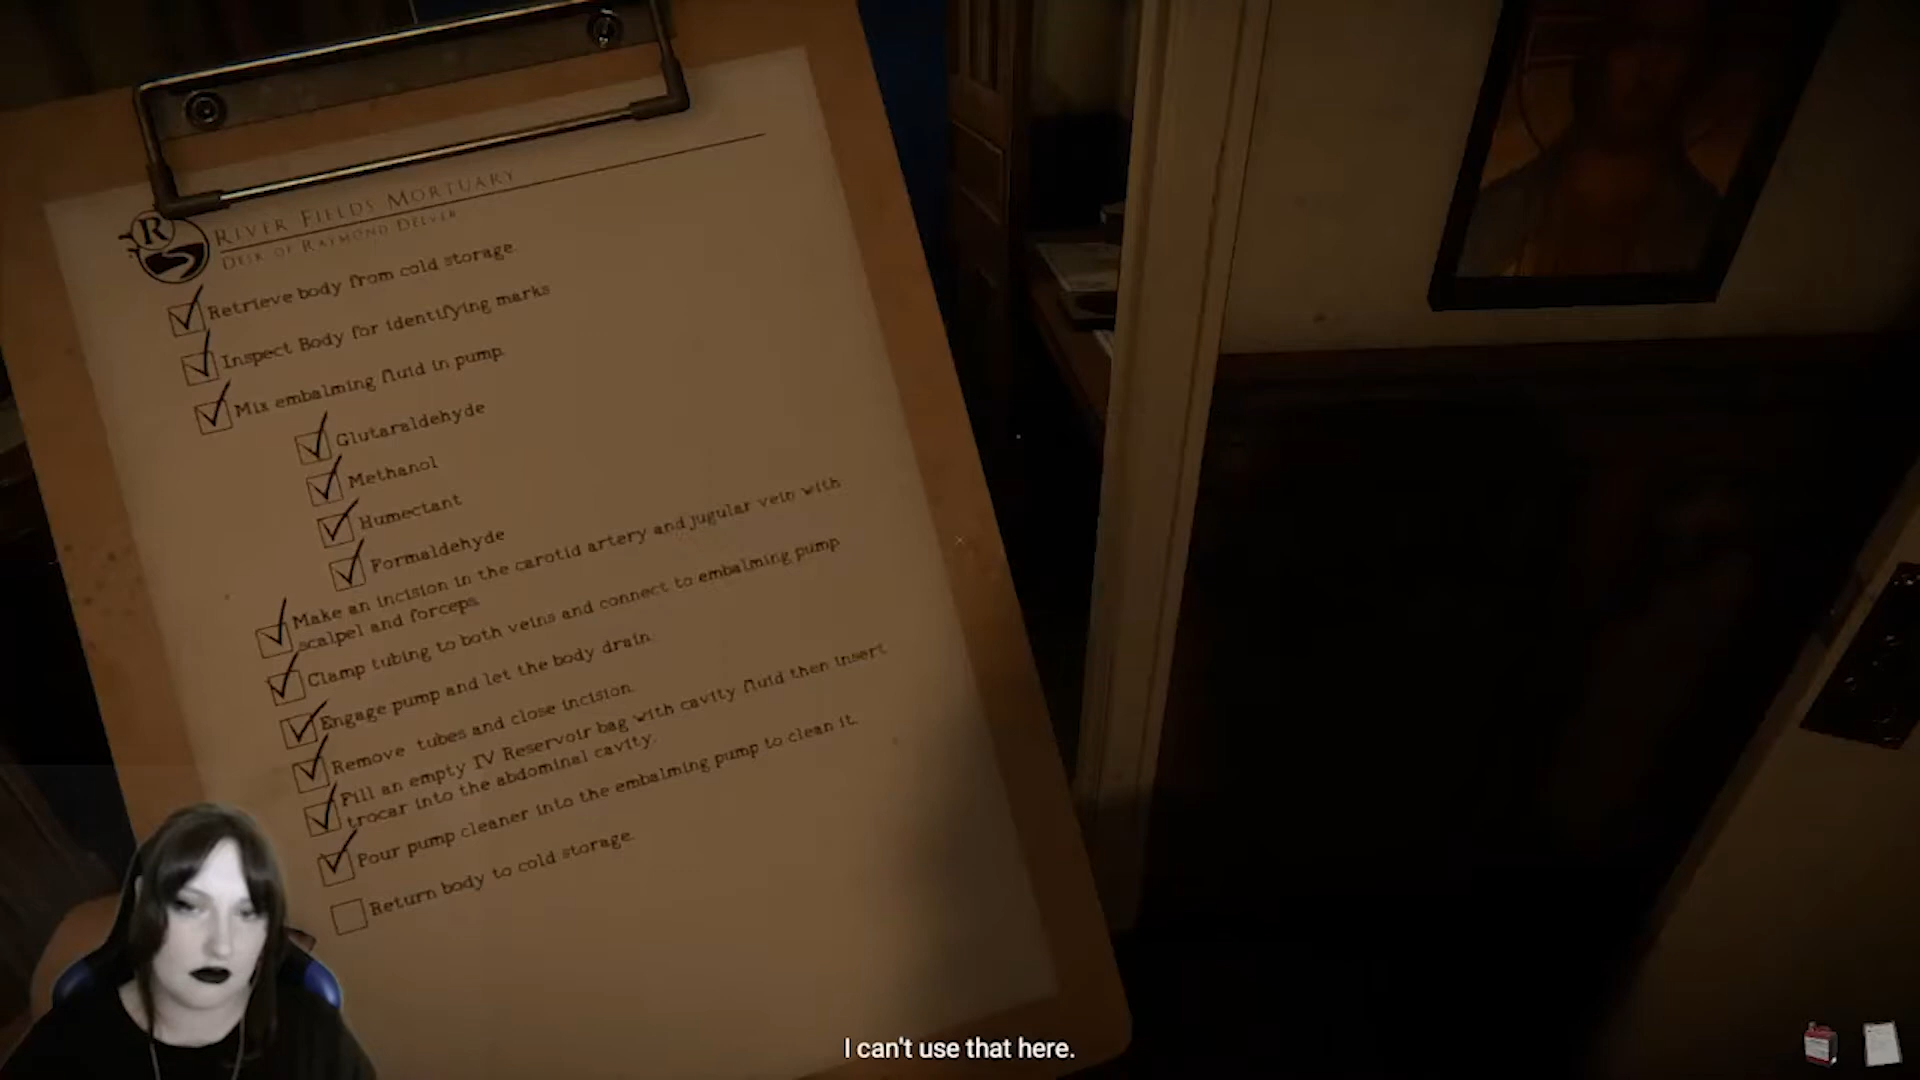 RIVER FIELDS MORTUARY
DESK OF RAYMOND DELVER
R
Retrieve body from cold storage.
Inspect Body for identifying marks
Mix embalming fluid in pump.
Glutaraldehyde
Methanol
Humectant
Formaldehyde
Make an incision in the carotid artery and jugular vein with
scalpel and forceps.
Clamp tubing to both veins and connect to embalming pump
Engage pump and let the body drain.
Remove tubes and close incision.
Fill an empty IV Reservoir bag with cavity fluid then insert
trocar into the abdominal cavity.
Pour pump cleaner into the embalming pump to clean it.
Return body to cold storage.
I can't use that here.